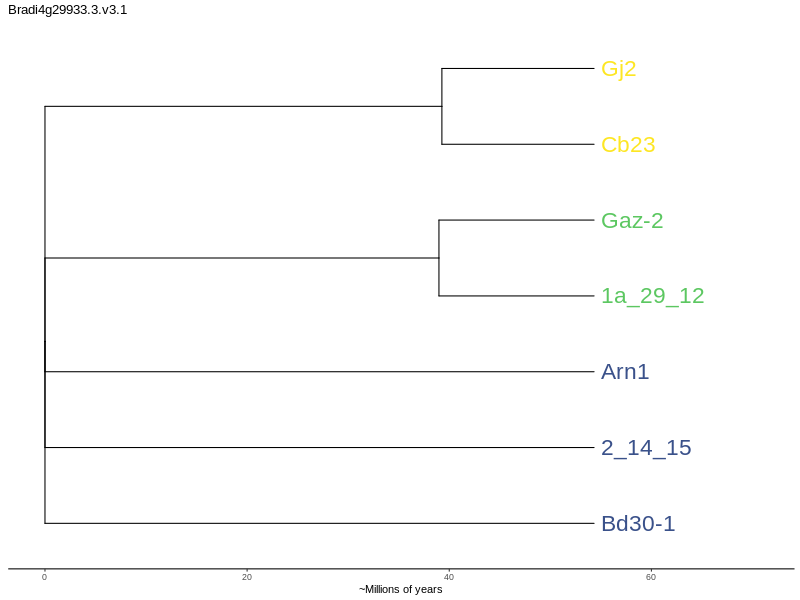 Bradi4g29933.3.v3.1
Gj2
Cb23
Gaz-2
1a_29_12
Arn1
2_14_15
Bd30-1
0 20 40 60
~Millions of years